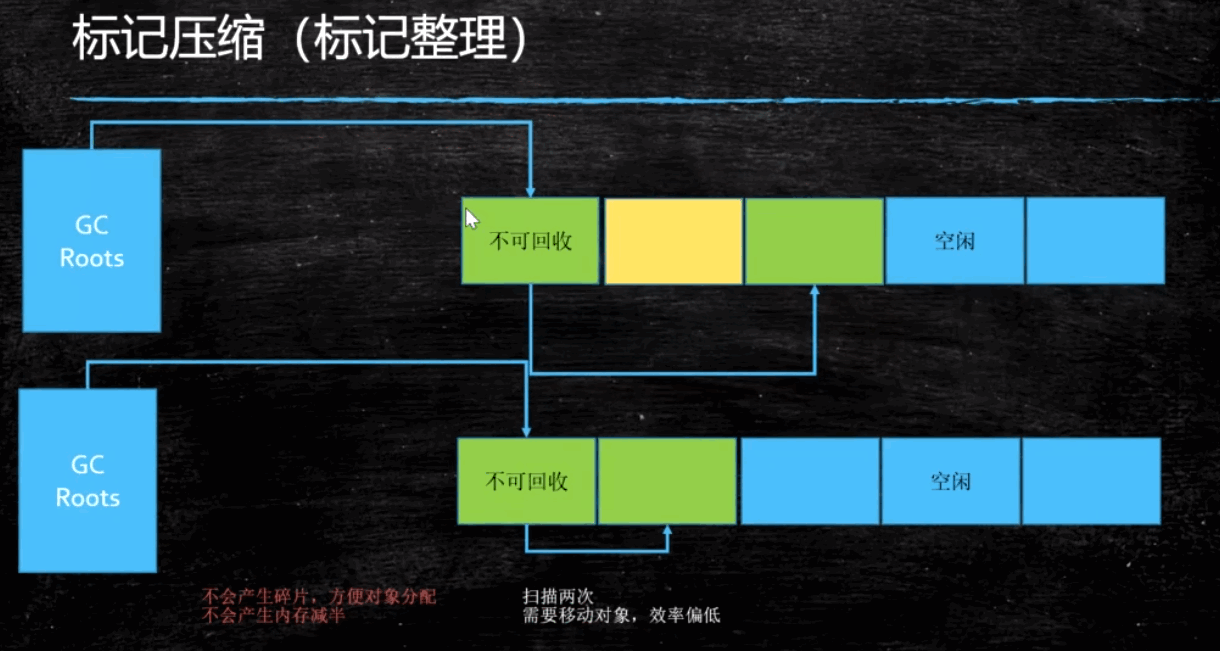 标记压缩（标记整理）
GC
Roots
不可回收
空闲
GC
Roots
不可回收
空闲
不会产生碎片，方便对象分配
不会产生内存减半
扫描两次
需要移动对象，效率偏低